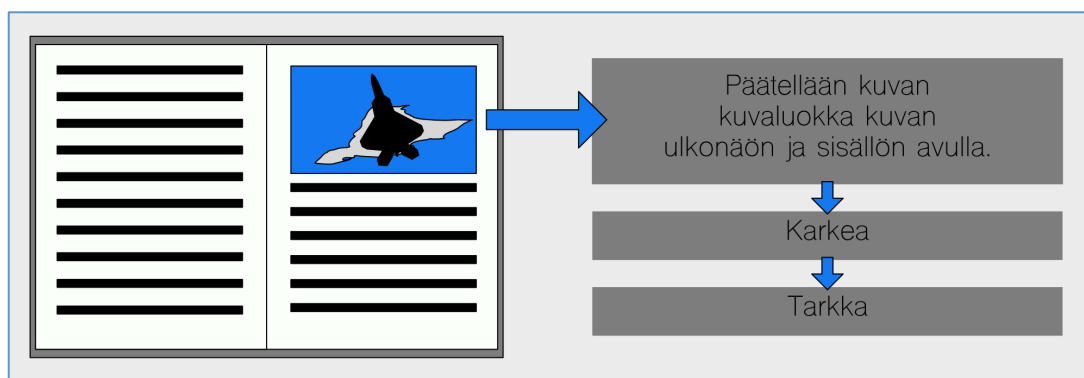 Päätellään kuvan
kuvaluokka kuvan
ulkonäön ja sisällön avulla.
Karkea
Tarkka